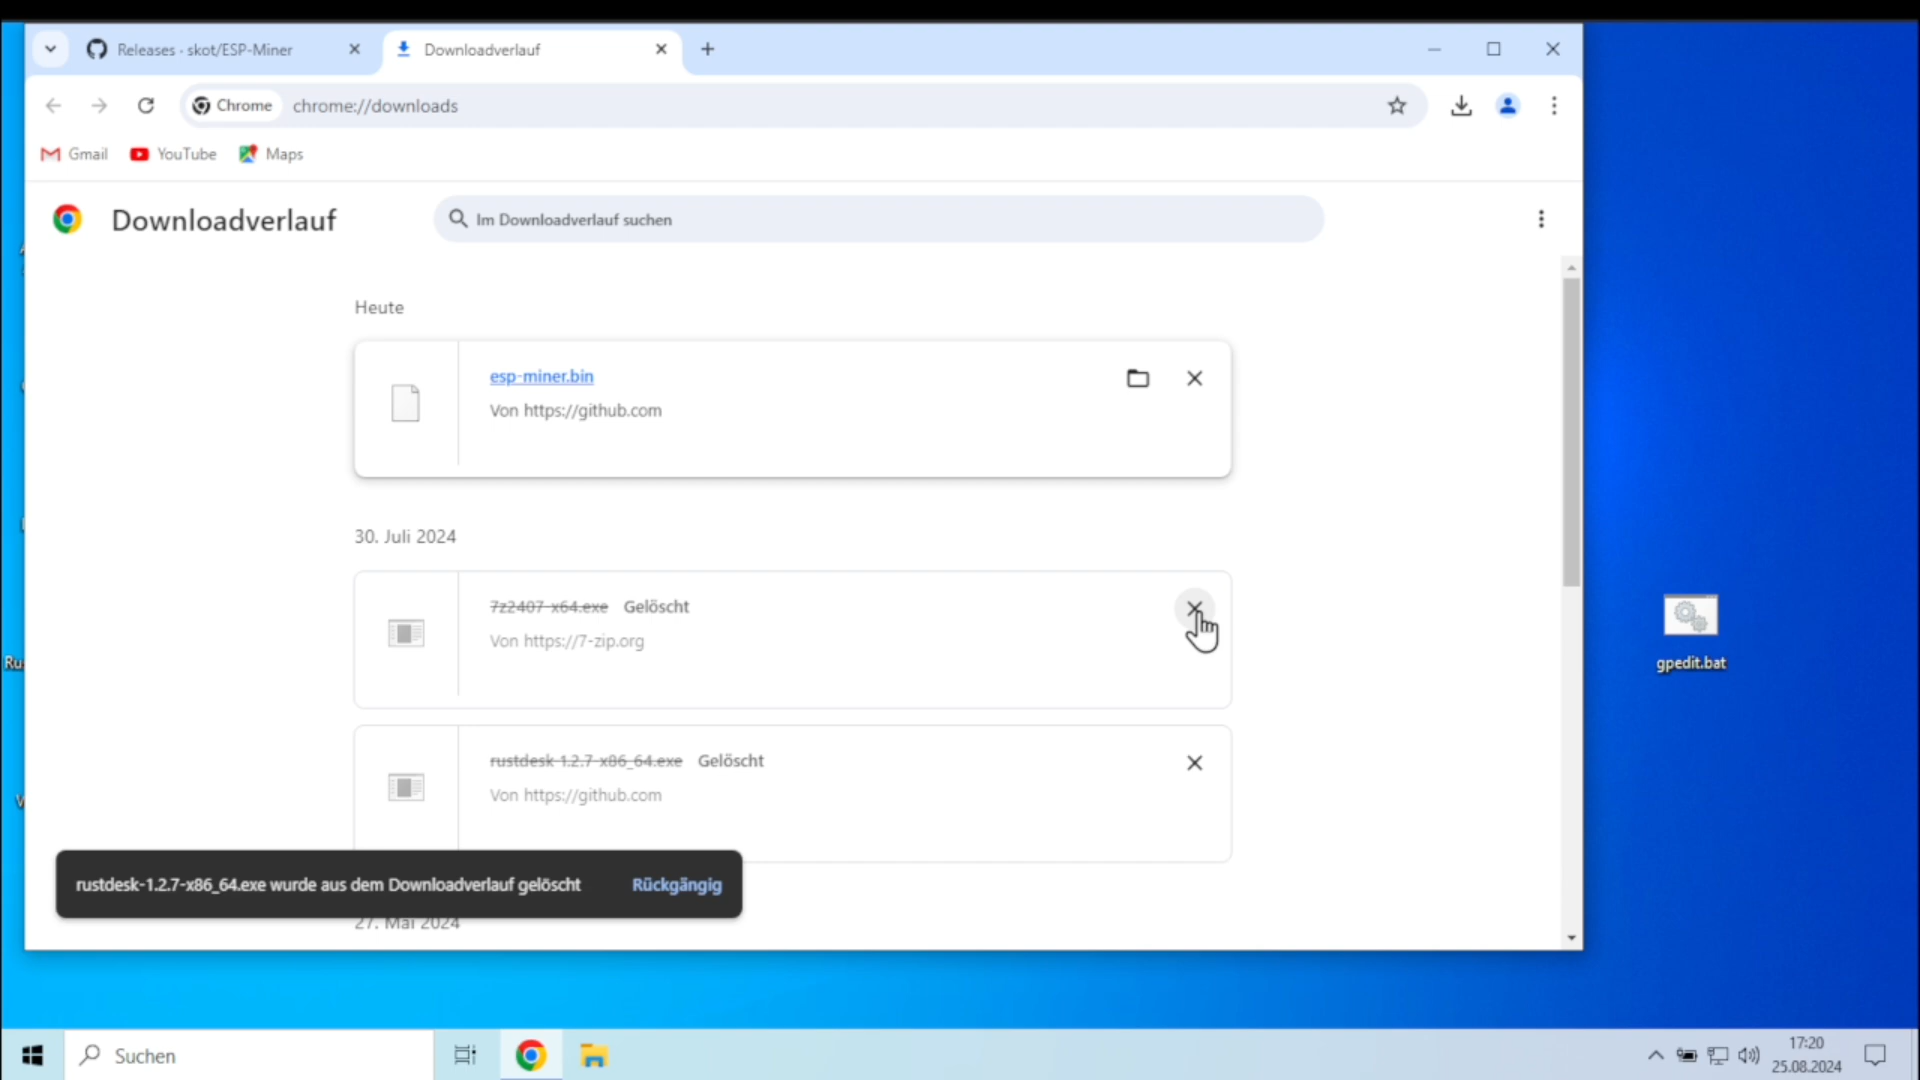 Releases · skot/ESP-Miner
Downloadverlauf
Chrome
chrome://downloads
Gmail
YouTube
Maps
Downloadverlauf
Im Downloadverlauf suchen
Heute
esp-miner.bin
Von https://github.com
30. Juli 2024
7z2407-x64.exe Gelöscht
Von https://7-zip.org
rustdesk-1.2.7-x86_64.exe Gelöscht
Von https://github.com
rustdesk-1.2.7-x86_64.exe wurde aus dem Downloadverlauf gelöscht Rückgängig
27. Mai 2024
Ru
gpedit.bat
Suchen
17:20
25.08.2024